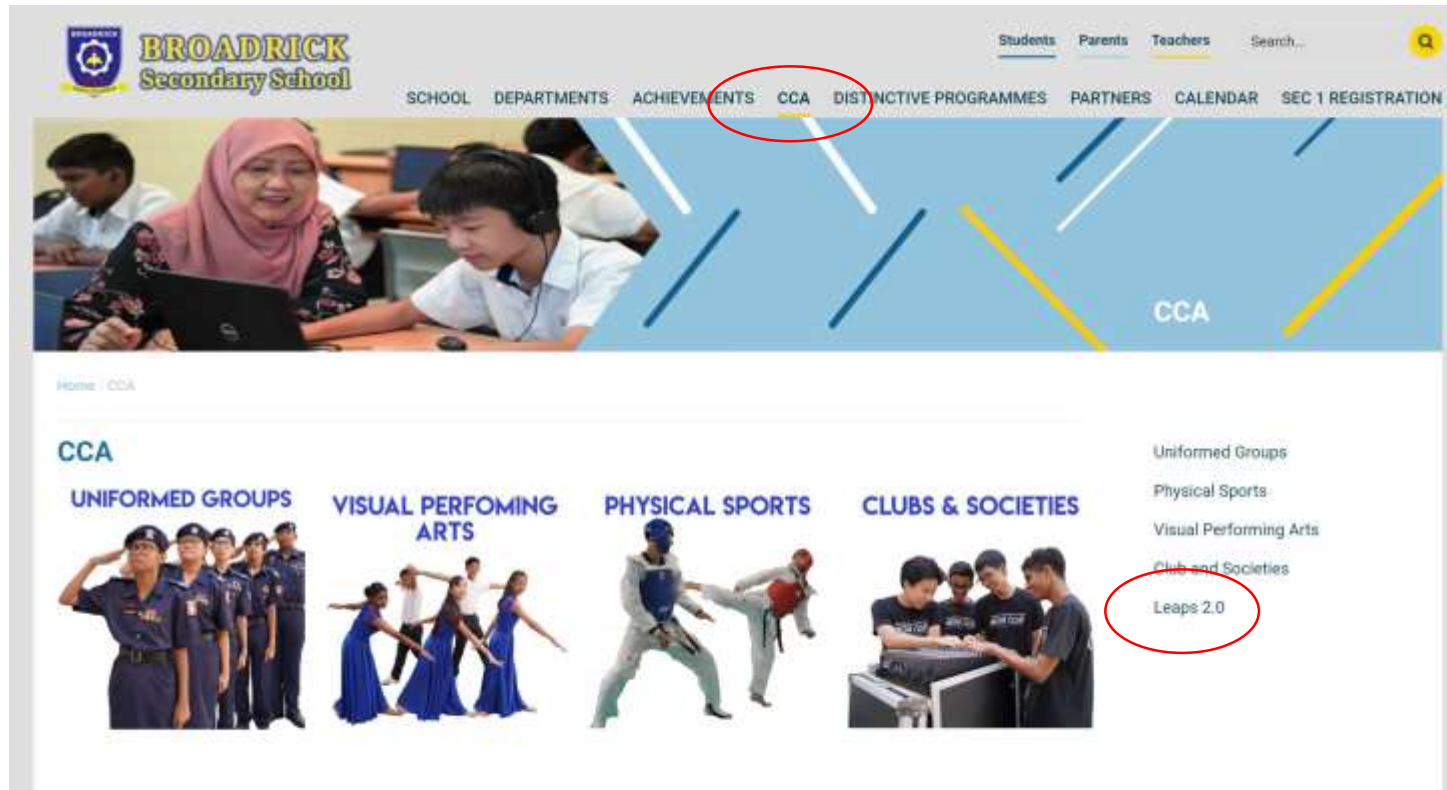 BROADRICK
Secondary School
Students Parents Teachers Search...
SCHOOL DEPARTMENTS ACHIEVEMENTS CCA DISTINCTIVE PROGRAMMES PARTNERS CALENDAR SEC 1 REGISTRATION
CCA
Home CCA
CCA
UNIFORMED GROUPS
VISUAL PERFOMING
ARTS
PHYSICAL SPORTS
CLUBS & SOCIETIES
Uniformed Groups
Physical Sports
Visual Performing Arts
Club and Societies
Leaps 2.0